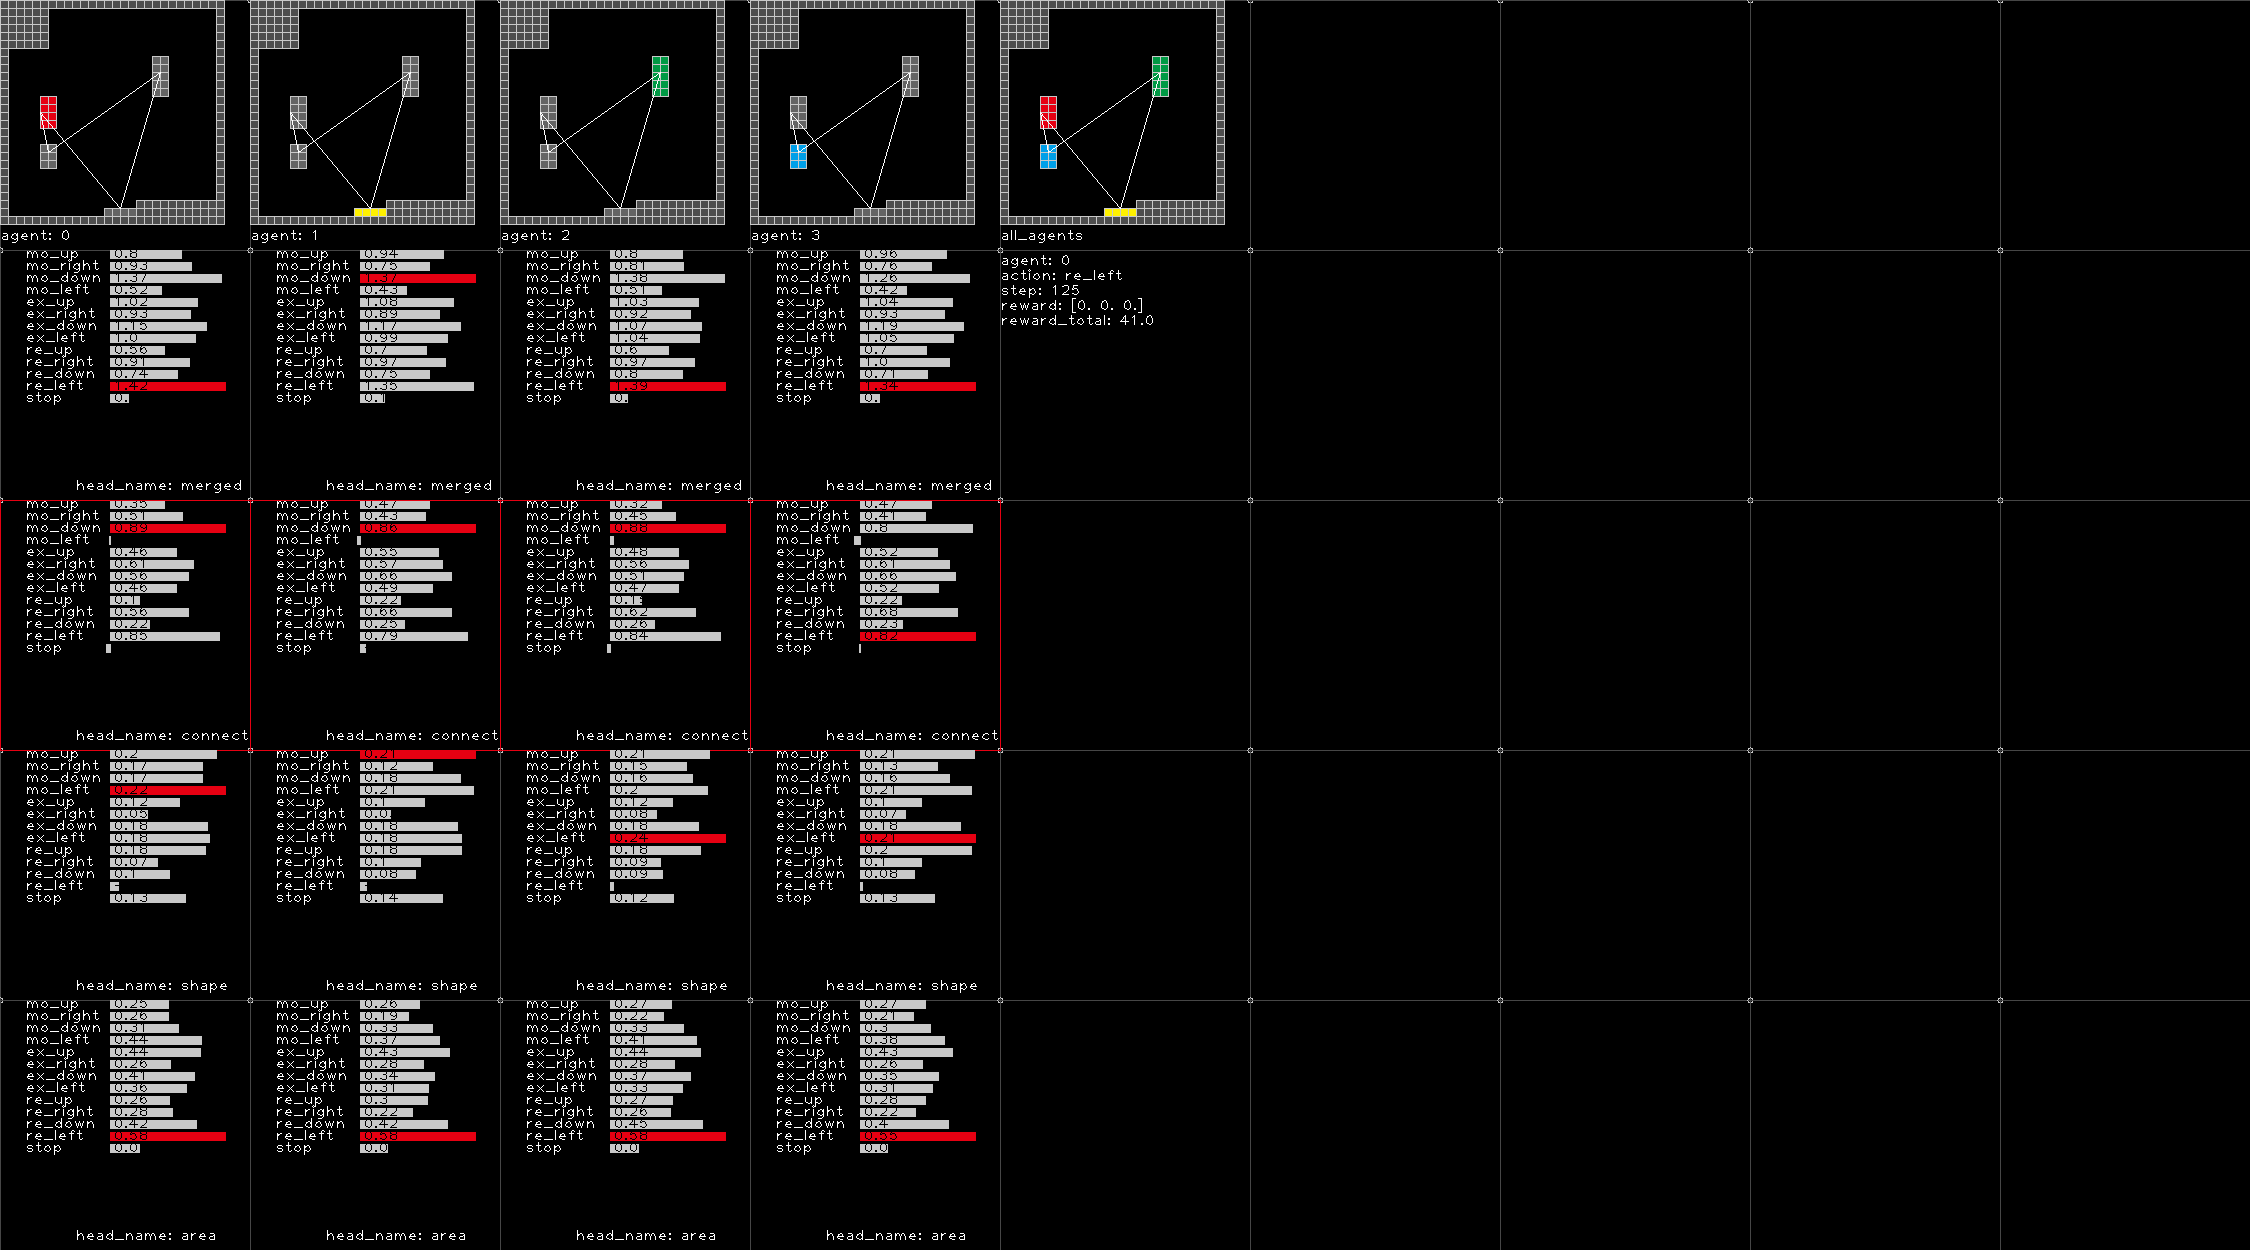 agent: 0
agent: 1
agent: 2
agent: 3
all_agents
mo_up 0.8
mo_right 0.93
mo_down 1.37
mo_left 0.52
ex_up 1.02
ex_right 0.93
ex_down 1.15
ex_left 1.0
re_up 0.56
re_right 0.91
re_down 0.74
re_left 1.42
stop 0.
head_name: merged
mo_up 0.94
mo_right 0.75
mo_down 1.37
mo_left 0.43
ex_up 1.08
ex_right 0.89
ex_down 1.17
ex_left 0.99
re_up 0.7
re_right 0.97
re_down 0.75
re_left 1.35
stop 0.1
head_name: merged
mo_up 0.8
mo_right 0.81
mo_down 1.38
mo_left 0.51
ex_up 1.03
ex_right 0.92
ex_down 1.07
ex_left 1.04
re_up 0.6
re_right 0.97
re_down 0.8
re_left 1.39
stop 0.
head_name: merged
mo_up 0.96
mo_right 0.76
mo_down 1.26
mo_left 0.42
ex_up 1.04
ex_right 0.93
ex_down 1.19
ex_left 1.05
re_up 0.7
re_right 1.0
re_down 0.71
re_left 1.34
stop 0.
head_name: merged
agent: 0
action: re_left
step: 125
reward: [0. 0. 0.]
reward_total: 41.0
mo_up 0.35
mo_right 0.51
mo_down 0.89
mo_left
ex_up 0.46
ex_right 0.61
ex_down 0.56
ex_left 0.46
re_up 0.1
re_right 0.56
re_down 0.22
re_left 0.85
stop
head_name: connect
mo_up 0.47
mo_right 0.43
mo_down 0.86
mo_left
ex_up 0.55
ex_right 0.57
ex_down 0.66
ex_left 0.49
re_up 0.22
re_right 0.66
re_down 0.25
re_left 0.79
stop
head_name: connect
mo_up 0.32
mo_right 0.45
mo_down 0.88
mo_left
ex_up 0.48
ex_right 0.56
ex_down 0.51
ex_left 0.47
re_up
re_right 0.62
re_down 0.26
re_left 0.84
stop
head_name: connect
mo_up 0.47
mo_right 0.41
mo_down 0.8
mo_left
ex_up 0.52
ex_right 0.61
ex_down 0.66
ex_left 0.52
re_up 0.22
re_right 0.68
re_down 0.23
re_left 0.82
stop
head_name: connect
mo_up 0.2
mo_right 0.17
mo_down 0.17
mo_left 0.22
ex_up 0.12
ex_right 0.05
ex_down 0.18
ex_left 0.18
re_up 0.18
re_right 0.07
re_down 0.1
re_left
stop 0.13
head_name: shape
mo_up 0.21
mo_right 0.12
mo_down 0.18
mo_left 0.21
ex_up 0.1
ex_right 0.0
ex_down 0.18
ex_left 0.18
re_up 0.18
re_right 0.1
re_down 0.08
re_left
stop 0.14
head_name: shape
mo_up 0.21
mo_right 0.15
mo_down 0.16
mo_left 0.2
ex_up 0.12
ex_right 0.08
ex_down 0.18
ex_left 0.24
re_up 0.18
re_right 0.09
re_down 0.09
re_left
stop 0.12
head_name: shape
mo_up 0.21
mo_right 0.13
mo_down 0.16
mo_left 0.21
ex_up 0.1
ex_right 0.07
ex_down 0.18
ex_left 0.21
re_up 0.2
re_right 0.1
re_down 0.08
re_left
stop 0.13
head_name: shape
mo_up 0.25
mo_right 0.26
mo_down 0.31
mo_left 0.44
ex_up 0.44
ex_right 0.26
ex_down 0.41
ex_left 0.36
re_up 0.26
re_right 0.28
re_down 0.42
re_left 0.58
stop 0.0
head_name: area
mo_up 0.26
mo_right 0.19
mo_down 0.33
mo_left 0.37
ex_up 0.43
ex_right 0.28
ex_down 0.34
ex_left 0.31
re_up 0.3
re_right 0.22
re_down 0.42
re_left 0.58
stop 0.0
head_name: area
mo_up 0.27
mo_right 0.22
mo_down 0.33
mo_left 0.41
ex_up 0.44
ex_right 0.28
ex_down 0.37
ex_left 0.33
re_up 0.27
re_right 0.26
re_down 0.45
re_left 0.58
stop 0.0
head_name: area
mo_up 0.27
mo_right 0.21
mo_down 0.3
mo_left 0.38
ex_up 0.43
ex_right 0.26
ex_down 0.35
ex_left 0.31
re_up 0.28
re_right 0.22
re_down 0.4
re_left
stop 0.0
head_name: area